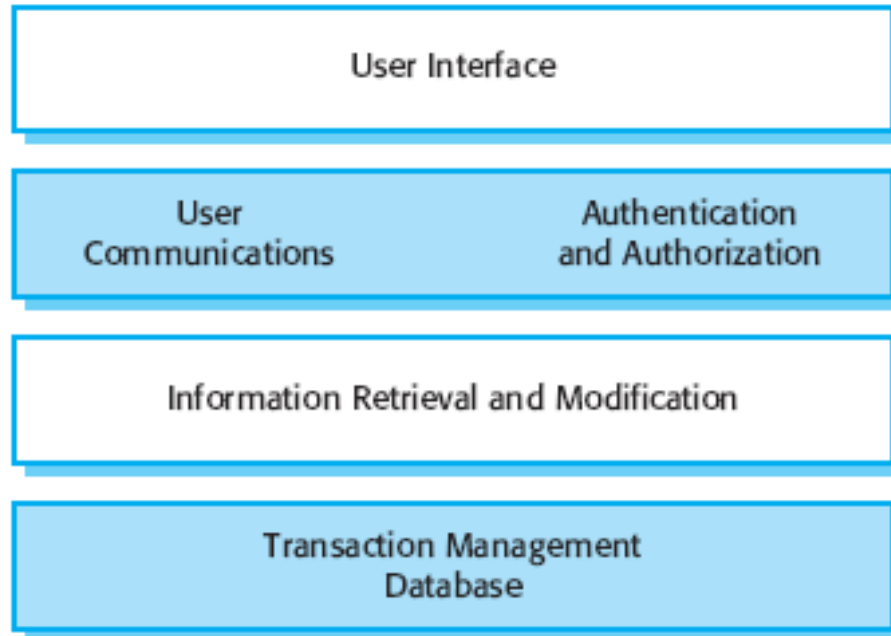 User Interface
User
Communications
Authentication
and Authorization
Information Retrieval and Modification
Transaction Management
Database